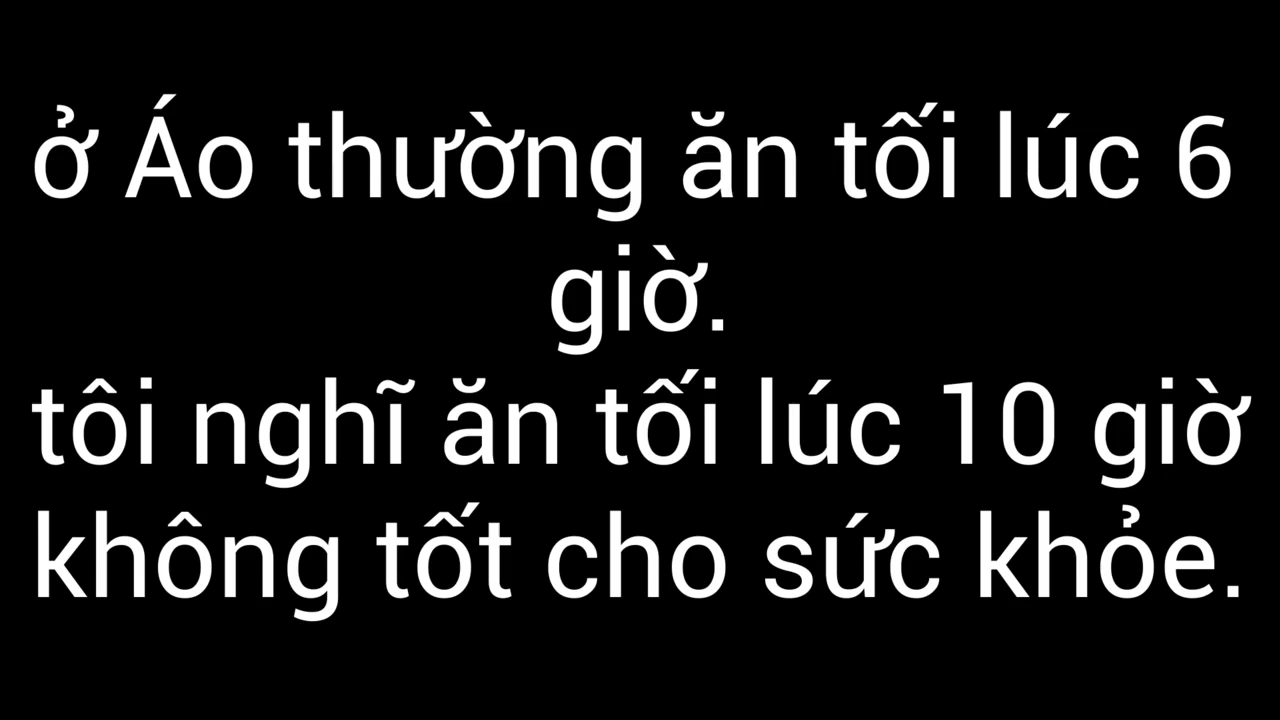 ở Áo thường ăn tối lúc 6
giờ.
tôi nghĩ ăn tối lúc 10 giờ
không tốt cho sức khỏe.